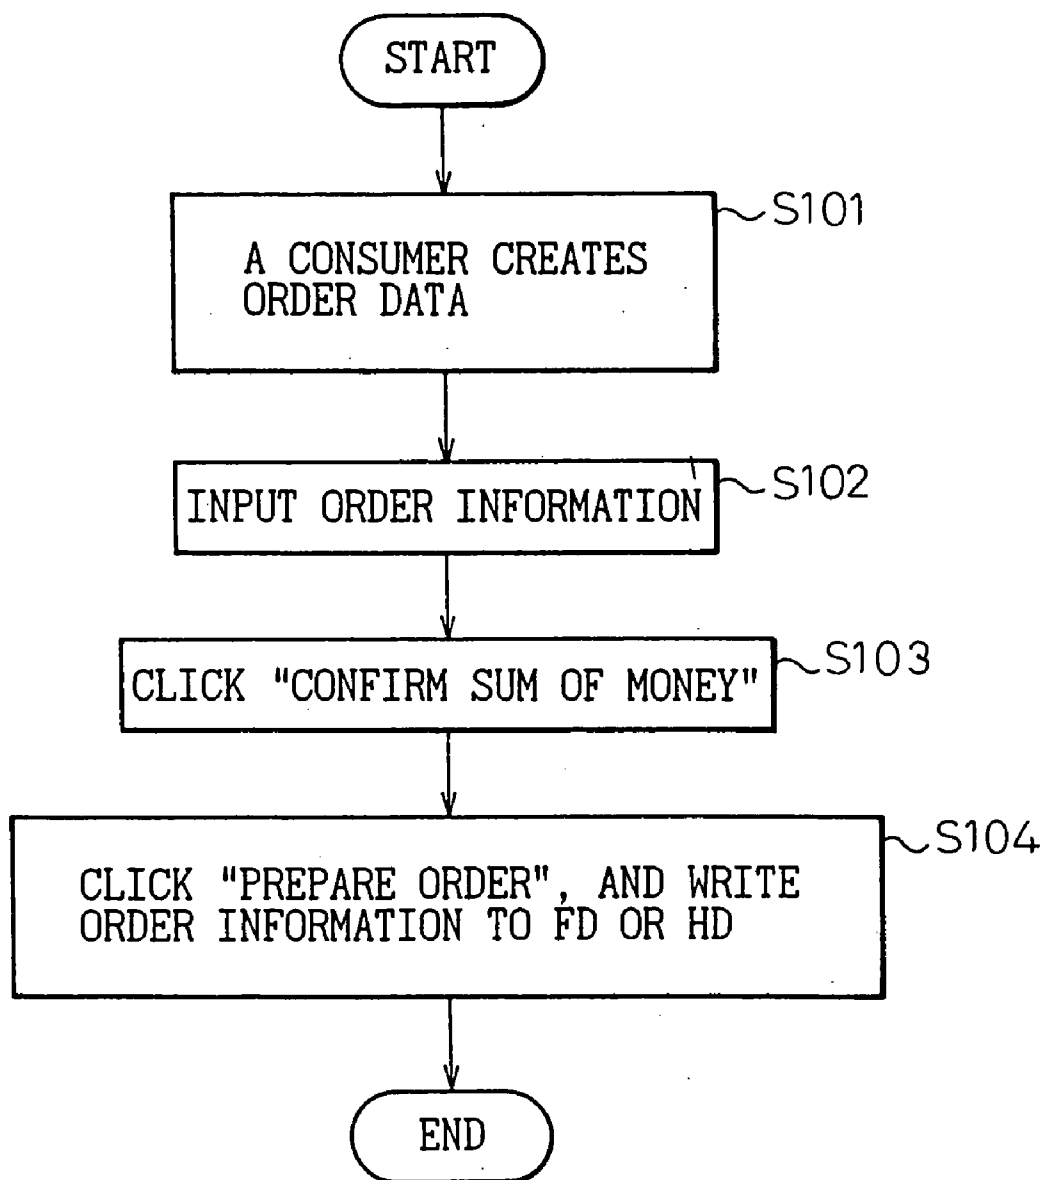 START
S101
A CONSUMER CREATES
ORDER DATA
S102
INPUT ORDER INFORMATION
S103
CLICK "CONFIRM SUM OF MONEY"
S104
CLICK "PREPARE ORDER", AND WRITE
ORDER INFORMATION TO FD OR HD
END